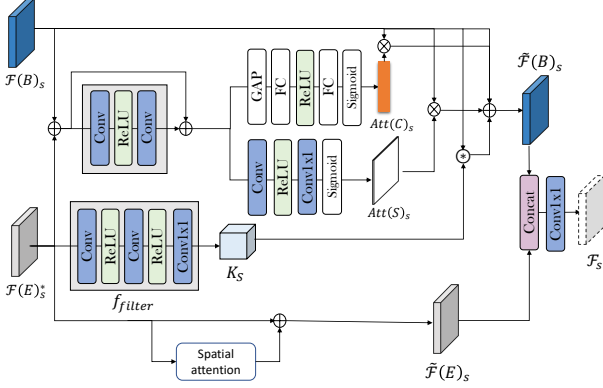 F(B)ₛ
Conv
ReLU
Conv
GAP
FC
ReLU
FC
Sigmoid
Att(C)ₛ
Conv
ReLU
Conv1x1
Sigmoid
Att(S)ₛ
F̃(B)ₛ
Concat
Conv1x1
Fₛ
F(E)ₛ*
Conv
ReLU
Conv
ReLU
Conv1x1
f_filter
Kₛ
Spatial
attention
F̃(E)ₛ